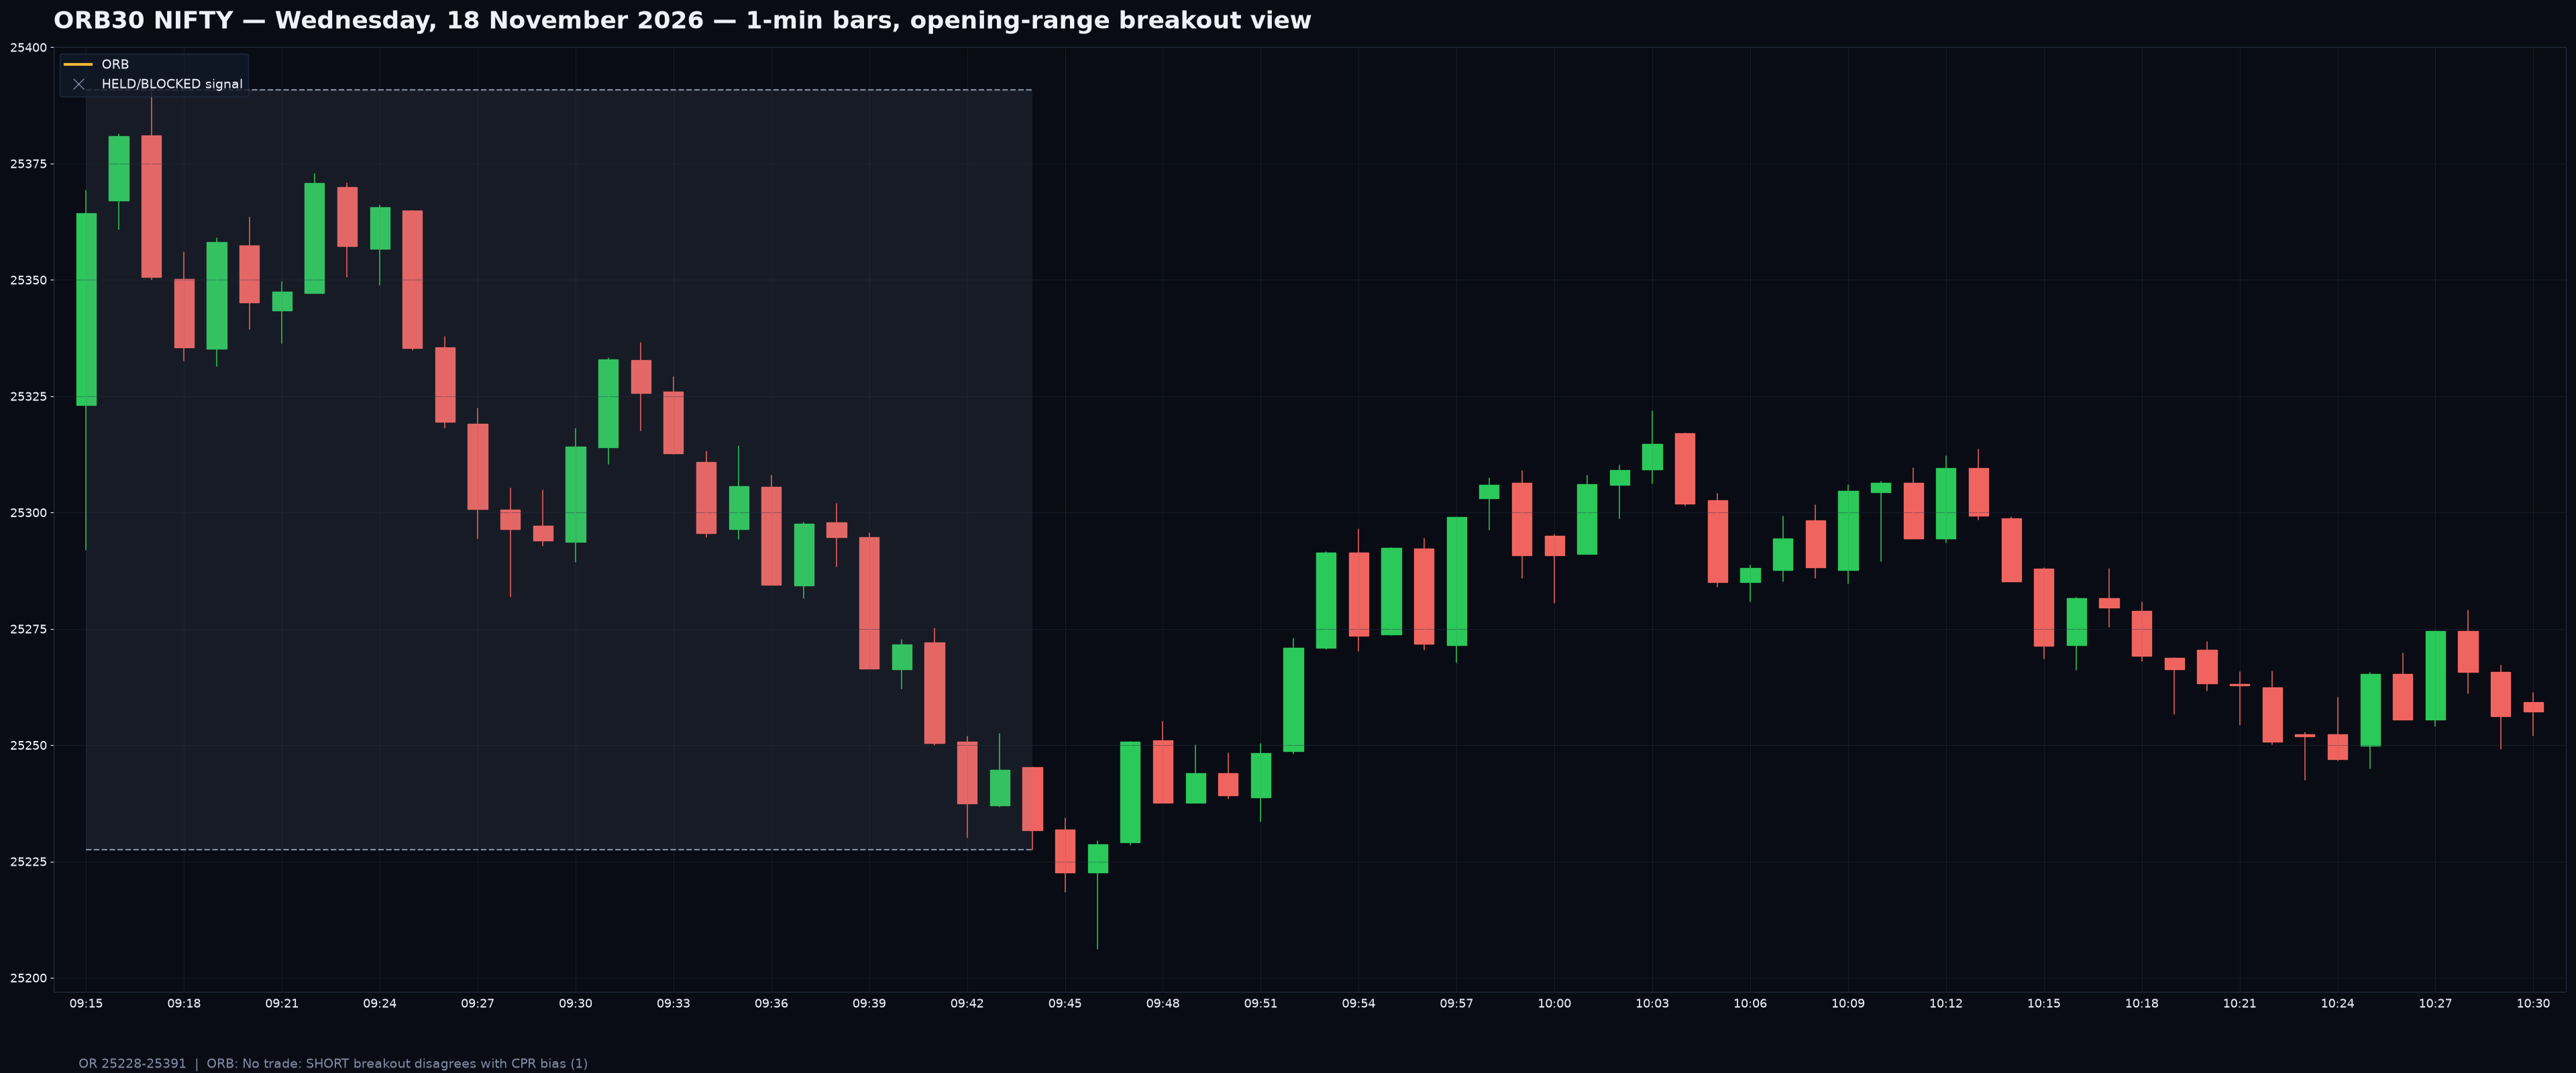 ORB30 NIFTY — Wednesday, 18 November 2026 — 1-min bars, opening-range breakout view
25400
ORB
HELD/BLOCKED signal
25375
25350
25325
25300
25275
25250
25225
25200
09:15 09:18 09:21 09:24 09:27 09:30 09:33 09:36 09:39 09:42 09:45 09:48 09:51 09:54 09:57 10:00 10:03 10:06 10:09 10:12 10:15 10:18 10:21 10:24 10:27 10:30
OR 25228-25391 | ORB: No trade: SHORT breakout disagrees with CPR bias (1)